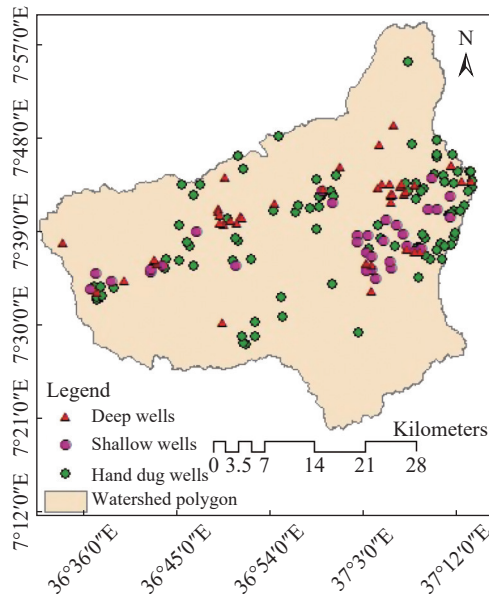 N
7°57′0″E
7°48′0″E
7°39′0″E
7°30′0″E
7°21′0″E
7°12′0″E
Legend
Deep wells
Shallow wells
Hand dug wells
Watershed polygon
Kilometers
0 3.5 7 14 21 28
36°36′0″E 36°45′0″E 36°54′0″E 37°3′0″E 37°12′0″E